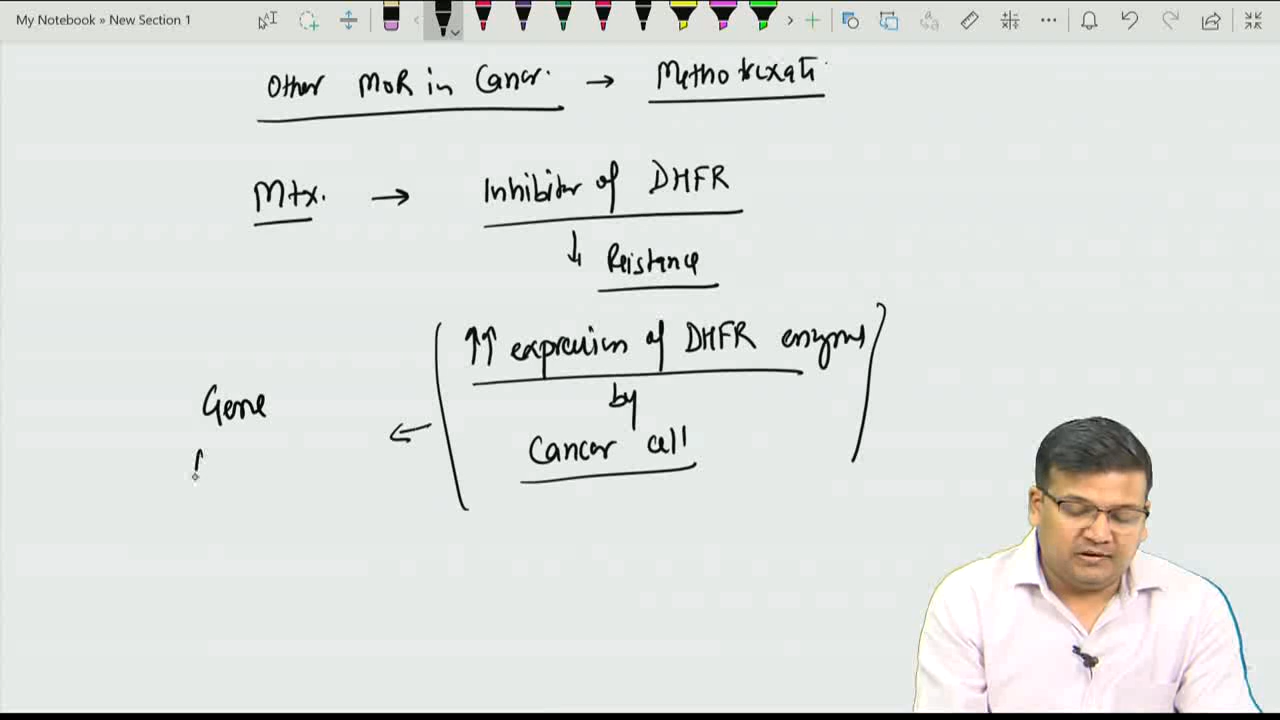 My Notebook » New Section 1
Other MOR in Cancer. → Methotrexate
Mtx. → Inhibitor of DHFR
↓ Reistance
↑↑ expression of DHFR enzyme
by
Cancer cell
←
Gene